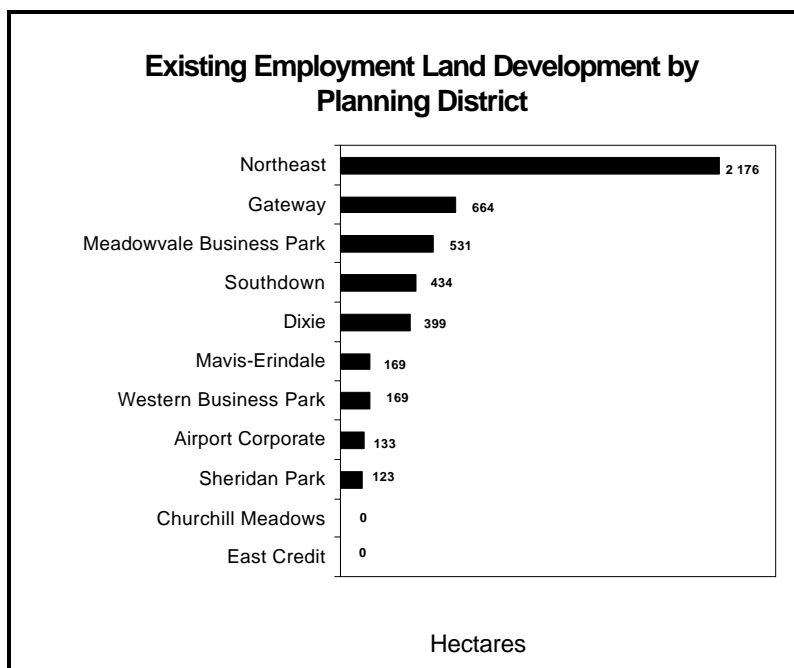 Existing Employment Land Development by
Planning District
Northeast 2 176
Gateway 664
Meadowvale Business Park 531
Southdown 434
Dixie 399
Mavis-Erindale 169
Western Business Park 169
Airport Corporate 133
Sheridan Park 123
Churchill Meadows 0
East Credit 0
Hectares